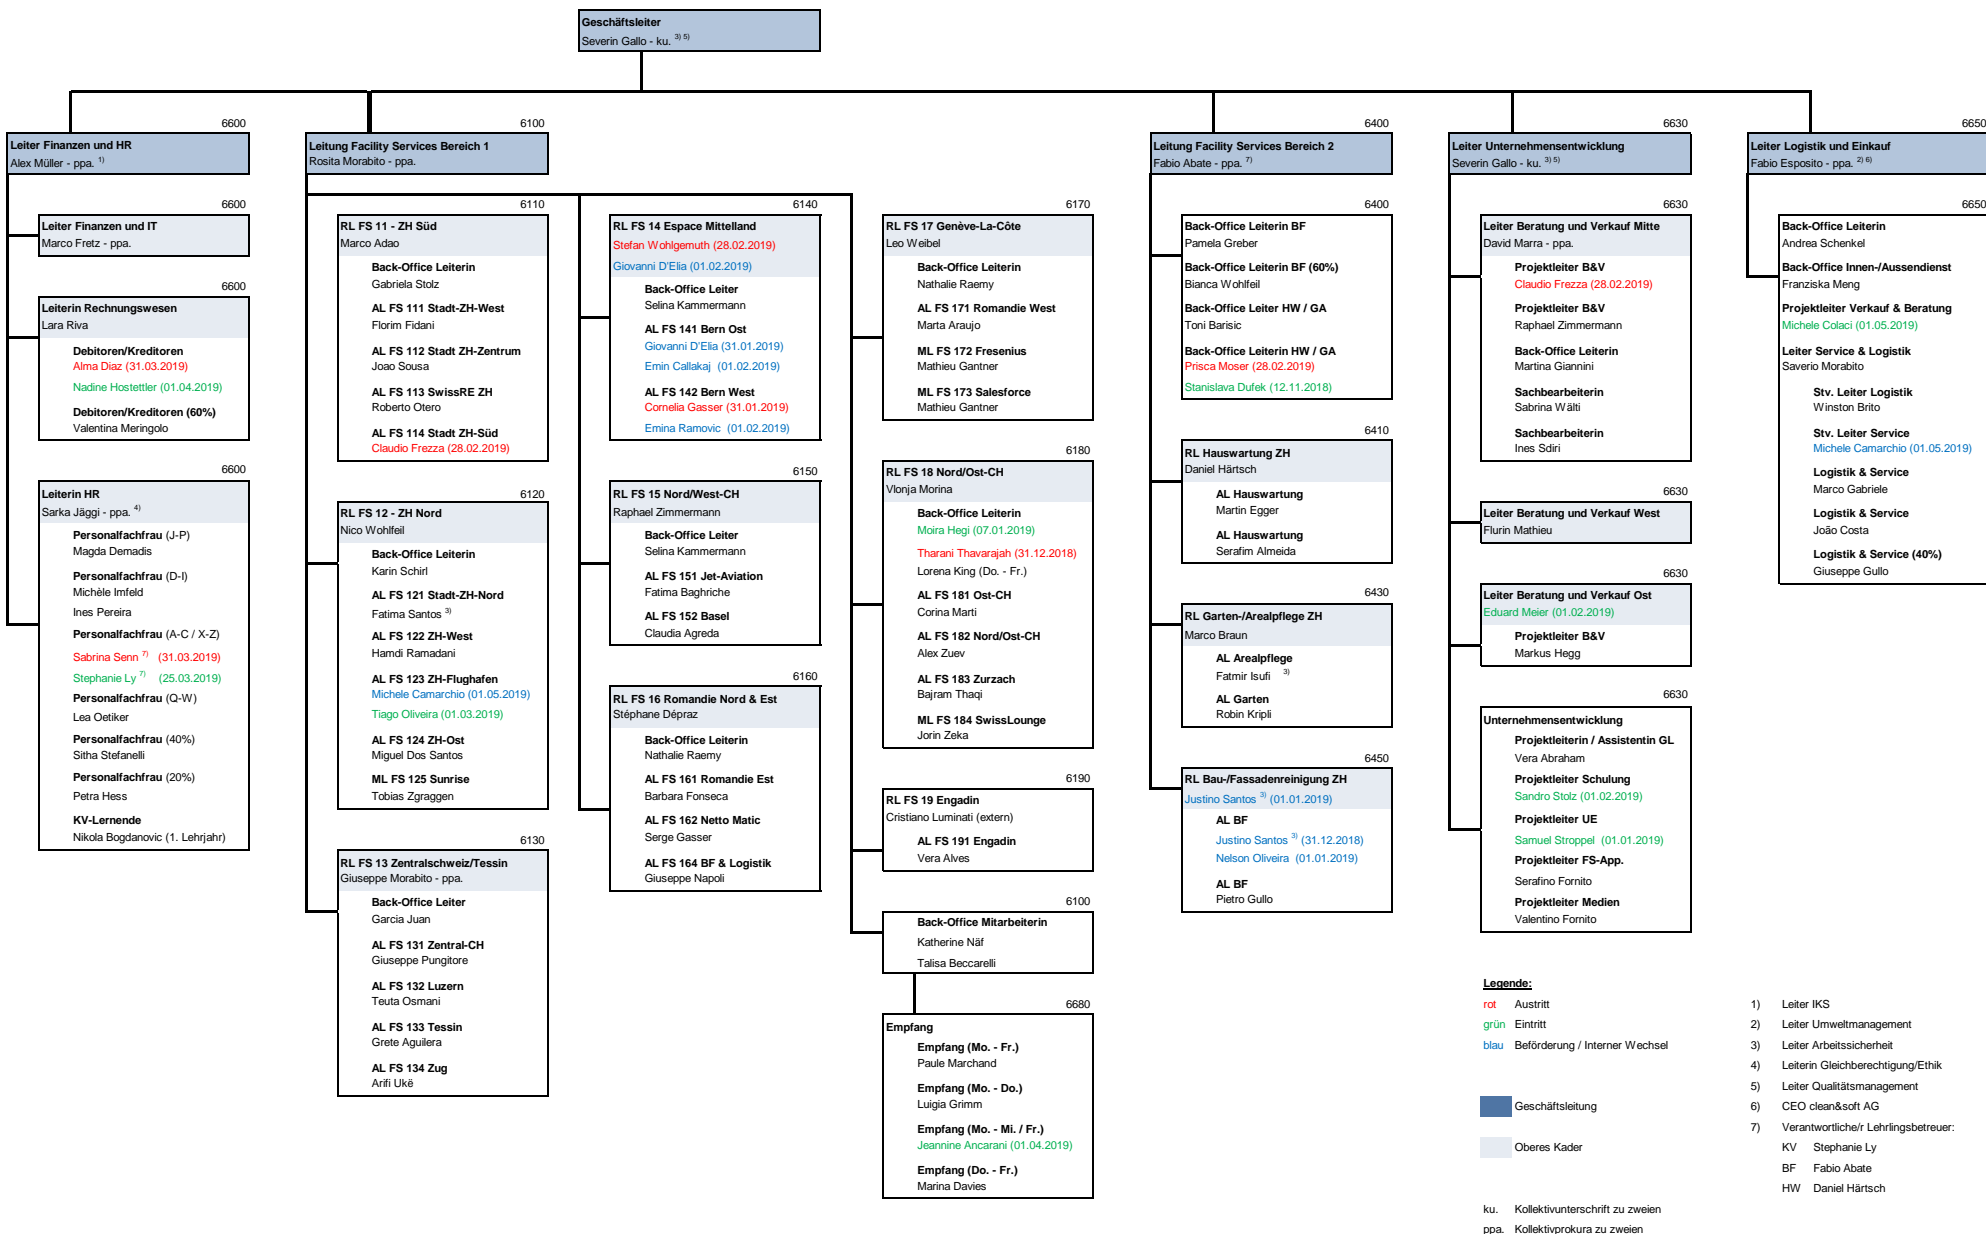 Geschäftsleiter
Severin Gallo - ku. 3) 5)
6600
Leiter Finanzen und HR
Alex Müller - ppa. 1)
6600
Leiter Finanzen und IT
Marco Fretz - ppa.
6600
Leiterin Rechnungswesen
Lara Riva
Debitoren/Kreditoren
Alma Diaz (31.03.2019)
Nadine Hostettler (01.04.2019)
Debitoren/Kreditoren (60%)
Valentina Meringolo
6600
Leiterin HR
Sarka Jäggi - ppa. 4)
Personalfachfrau (J-P)
Magda Demadis
Personalfachfrau (D-I)
Michèle Imfeld
Ines Pereira
Personalfachfrau (A-C / X-Z)
Sabrina Senn 7) (31.03.2019)
Stephanie Ly 7) (25.03.2019)
Personalfachfrau (Q-W)
Lea Oetiker
Personalfachfrau (40%)
Sitha Stefanelli
Personalfachfrau (20%)
Petra Hess
KV-Lernende
Nikola Bogdanovic (1. Lehrjahr)
6100
Leitung Facility Services Bereich 1
Rosita Morabito - ppa.
6110
RL FS 11 - ZH Süd
Marco Adao
Back-Office Leiterin
Gabriela Stolz
AL FS 111 Stadt-ZH-West
Florim Fidani
AL FS 112 Stadt ZH-Zentrum
Joao Sousa
AL FS 113 SwissRE ZH
Roberto Otero
AL FS 114 Stadt ZH-Süd
Claudio Frezza (28.02.2019)
6120
RL FS 12 - ZH Nord
Nico Wohlfeil
Back-Office Leiterin
Karin Schirl
AL FS 121 Stadt-ZH-Nord
Fatima Santos 3)
AL FS 122 ZH-West
Hamdi Ramadani
AL FS 123 ZH-Flughafen
Michele Camarchio (01.05.2019)
Tiago Oliveira (01.03.2019)
AL FS 124 ZH-Ost
Miguel Dos Santos
ML FS 125 Sunrise
Tobias Zgraggen
6130
RL FS 13 Zentralschweiz/Tessin
Giuseppe Morabito - ppa.
Back-Office Leiter
Garcia Juan
AL FS 131 Zentral-CH
Giuseppe Pungitore
AL FS 132 Luzern
Teuta Osmani
AL FS 133 Tessin
Grete Aguilera
AL FS 134 Zug
Arifi Ukë
6140
RL FS 14 Espace Mittelland
Stefan Wohlgemuth (28.02.2019)
Giovanni D'Elia (01.02.2019)
Back-Office Leiter
Selina Kammermann
AL FS 141 Bern Ost
Giovanni D'Elia (31.01.2019)
Emin Callakaj (01.02.2019)
AL FS 142 Bern West
Cornelia Gasser (31.01.2019)
Emina Ramovic (01.02.2019)
6150
RL FS 15 Nord/West-CH
Raphael Zimmermann
Back-Office Leiter
Selina Kammermann
AL FS 151 Jet-Aviation
Fatima Baghriche
AL FS 152 Basel
Claudia Agreda
6160
RL FS 16 Romandie Nord & Est
Stéphane Dépraz
Back-Office Leiterin
Nathalie Raemy
AL FS 161 Romandie Est
Barbara Fonseca
AL FS 162 Netto Matic
Serge Gasser
AL FS 164 BF & Logistik
Giuseppe Napoli
6170
RL FS 17 Genève-La-Côte
Leo Weibel
Back-Office Leiterin
Nathalie Raemy
AL FS 171 Romandie West
Marta Araujo
ML FS 172 Fresenius
Mathieu Gantner
ML FS 173 Salesforce
Mathieu Gantner
6180
RL FS 18 Nord/Ost-CH
Vlonja Morina
Back-Office Leiterin
Moira Hegi (07.01.2019)
Tharani Thavarajah (31.12.2018)
Lorena King (Do. - Fr.)
AL FS 181 Ost-CH
Corina Marti
AL FS 182 Nord/Ost-CH
Alex Zuev
AL FS 183 Zurzach
Bajram Thaqi
ML FS 184 SwissLounge
Jorin Zeka
6190
RL FS 19 Engadin
Cristiano Luminati (extern)
AL FS 191 Engadin
Vera Alves
6100
Back-Office Mitarbeiterin
Katherine Näf
Talisa Beccarelli
6680
Empfang
Empfang (Mo. - Fr.)
Paule Marchand
Empfang (Mo. - Do.)
Luigia Grimm
Empfang (Mo. - Mi. / Fr.)
Jeannine Ancarani (01.04.2019)
Empfang (Do. - Fr.)
Marina Davies
6400
Leitung Facility Services Bereich 2
Fabio Abate - ppa. 7)
6400
Back-Office Leiterin BF
Pamela Greber
Back-Office Leiterin BF (60%)
Bianca Wohlfeil
Back-Office Leiter HW / GA
Toni Barisic
Back-Office Leiterin HW / GA
Prisca Moser (28.02.2019)
Stanislava Dufek (12.11.2018)
6410
RL Hauswartung ZH
Daniel Härtsch
AL Hauswartung
Martin Egger
AL Hauswartung
Serafim Almeida
6430
RL Garten-/Arealpflege ZH
Marco Braun
AL Arealpflege
Fatmir Isufi 3)
AL Garten
Robin Kripli
6450
RL Bau-/Fassadenreinigung ZH
Justino Santos 3) (01.01.2019)
AL BF
Justino Santos 3) (31.12.2018)
Nelson Oliveira (01.01.2019)
AL BF
Pietro Gullo
6630
Leiter Unternehmensentwicklung
Severin Gallo - ku. 3) 5)
6630
Leiter Beratung und Verkauf Mitte
David Marra - ppa.
Projektleiter B&V
Claudio Frezza (28.02.2019)
Projektleiter B&V
Raphael Zimmermann
Back-Office Leiterin
Martina Giannini
Sachbearbeiterin
Sabrina Wälti
Sachbearbeiterin
Ines Sdiri
6630
Leiter Beratung und Verkauf West
Flurin Mathieu
6630
Leiter Beratung und Verkauf Ost
Eduard Meier (01.02.2019)
Projektleiter B&V
Markus Hegg
6630
Unternehmensentwicklung
Projektleiterin / Assistentin GL
Vera Abraham
Projektleiter Schulung
Sandro Stolz (01.02.2019)
Projektleiter UE
Samuel Stroppel (01.01.2019)
Projektleiter FS-App.
Serafino Fornito
Projektleiter Medien
Valentino Fornito
6650
Leiter Logistik und Einkauf
Fabio Esposito - ppa. 2) 6)
6650
Back-Office Leiterin
Andrea Schenkel
Back-Office Innen-/Aussendienst
Franziska Meng
Projektleiter Verkauf & Beratung
Michele Colaci (01.05.2019)
Leiter Service & Logistik
Saverio Morabito
Stv. Leiter Logistik
Winston Brito
Stv. Leiter Service
Michele Camarchio (01.05.2019)
Logistik & Service
Marco Gabriele
Logistik & Service
João Costa
Logistik & Service (40%)
Giuseppe Gullo
Legende:
rot Austritt
grün Eintritt
blau Beförderung / Interner Wechsel
Geschäftsleitung
Oberes Kader
ku. Kollektivunterschrift zu zweien
ppa. Kollektivprokura zu zweien
1) Leiter IKS
2) Leiter Umweltmanagement
3) Leiter Arbeitssicherheit
4) Leiterin Gleichberechtigung/Ethik
5) Leiter Qualitätsmanagement
6) CEO clean&soft AG
7) Verantwortliche/r Lehrlingsbetreuer:
KV Stephanie Ly
BF Fabio Abate
HW Daniel Härtsch